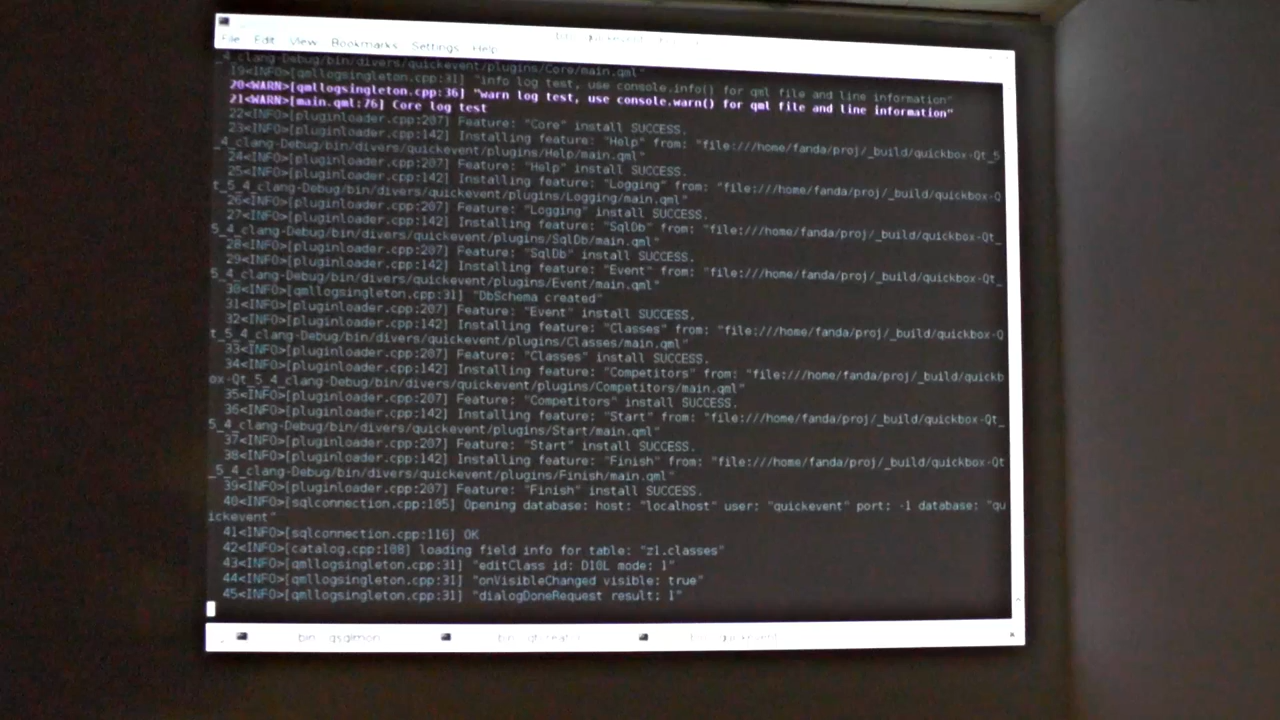 File Edit View Bookmarks Settings Help
_4_clang-Debug/bin/divers/quickevent/plugins/Core/main.qml"
19<INFO>[qmllogsingleton.cpp:31] "info log test, use console.info() for qml file and line information"
20<WARN>[qmllogsingleton.cpp:36] "warn log test, use console.warn() for qml file and line information"
21<WARN>[main.qml:76] Core log test
22<INFO>[pluginloader.cpp:207] Feature: "Core" install SUCCESS.
23<INFO>[pluginloader.cpp:142] Installing feature: "Help" from: "file:///home/fanda/proj/_build/quickbox-Qt_5
_4_clang-Debug/bin/divers/quickevent/plugins/Help/main.qml"
24<INFO>[pluginloader.cpp:207] Feature: "Help" install SUCCESS.
25<INFO>[pluginloader.cpp:142] Installing feature: "Logging" from: "file:///home/fanda/proj/_build/quickbox-Q
t_5_4_clang-Debug/bin/divers/quickevent/plugins/Logging/main.qml"
26<INFO>[pluginloader.cpp:207] Feature: "Logging" install SUCCESS.
27<INFO>[pluginloader.cpp:142] Installing feature: "SqlDb" from: "file:///home/fanda/proj/_build/quickbox-Qt_
5_4_clang-Debug/bin/divers/quickevent/plugins/SqlDb/main.qml"
28<INFO>[pluginloader.cpp:207] Feature: "SqlDb" install SUCCESS.
29<INFO>[pluginloader.cpp:142] Installing feature: "Event" from: "file:///home/fanda/proj/_build/quickbox-Qt_
5_4_clang-Debug/bin/divers/quickevent/plugins/Event/main.qml"
30<INFO>[qmllogsingleton.cpp:31] "DbSchema created"
31<INFO>[pluginloader.cpp:207] Feature: "Event" install SUCCESS.
32<INFO>[pluginloader.cpp:142] Installing feature: "Classes" from: "file:///home/fanda/proj/_build/quickbox-Q
t_5_4_clang-Debug/bin/divers/quickevent/plugins/Classes/main.qml"
33<INFO>[pluginloader.cpp:207] Feature: "Classes" install SUCCESS.
34<INFO>[pluginloader.cpp:142] Installing feature: "Competitors" from: "file:///home/fanda/proj/_build/quickb
ox-Qt_5_4_clang-Debug/bin/divers/quickevent/plugins/Competitors/main.qml"
35<INFO>[pluginloader.cpp:207] Feature: "Competitors" install SUCCESS.
36<INFO>[pluginloader.cpp:142] Installing feature: "Start" from: "file:///home/fanda/proj/_build/quickbox-Qt_
5_4_clang-Debug/bin/divers/quickevent/plugins/Start/main.qml"
37<INFO>[pluginloader.cpp:207] Feature: "Start" install SUCCESS.
38<INFO>[pluginloader.cpp:142] Installing feature: "Finish" from: "file:///home/fanda/proj/_build/quickbox-Qt
_5_4_clang-Debug/bin/divers/quickevent/plugins/Finish/main.qml"
39<INFO>[pluginloader.cpp:207] Feature: "Finish" install SUCCESS.
40<INFO>[sqlconnection.cpp:105] Opening database: host: "localhost" user: "quickevent" port: -1 database: "qu
ickevent"
41<INFO>[sqlconnection.cpp:116] OK
42<INFO>[catalog.cpp:108] loading field info for table: "z1.classes"
43<INFO>[qmllogsingleton.cpp:31] "editClass id: D10L mode: 1"
44<INFO>[qmllogsingleton.cpp:31] "onVisibleChanged visible: true"
45<INFO>[qmllogsingleton.cpp:31] "dialogDoneRequest result: 1"
bin : qsglmon bin : qtcreator bin : quickevent